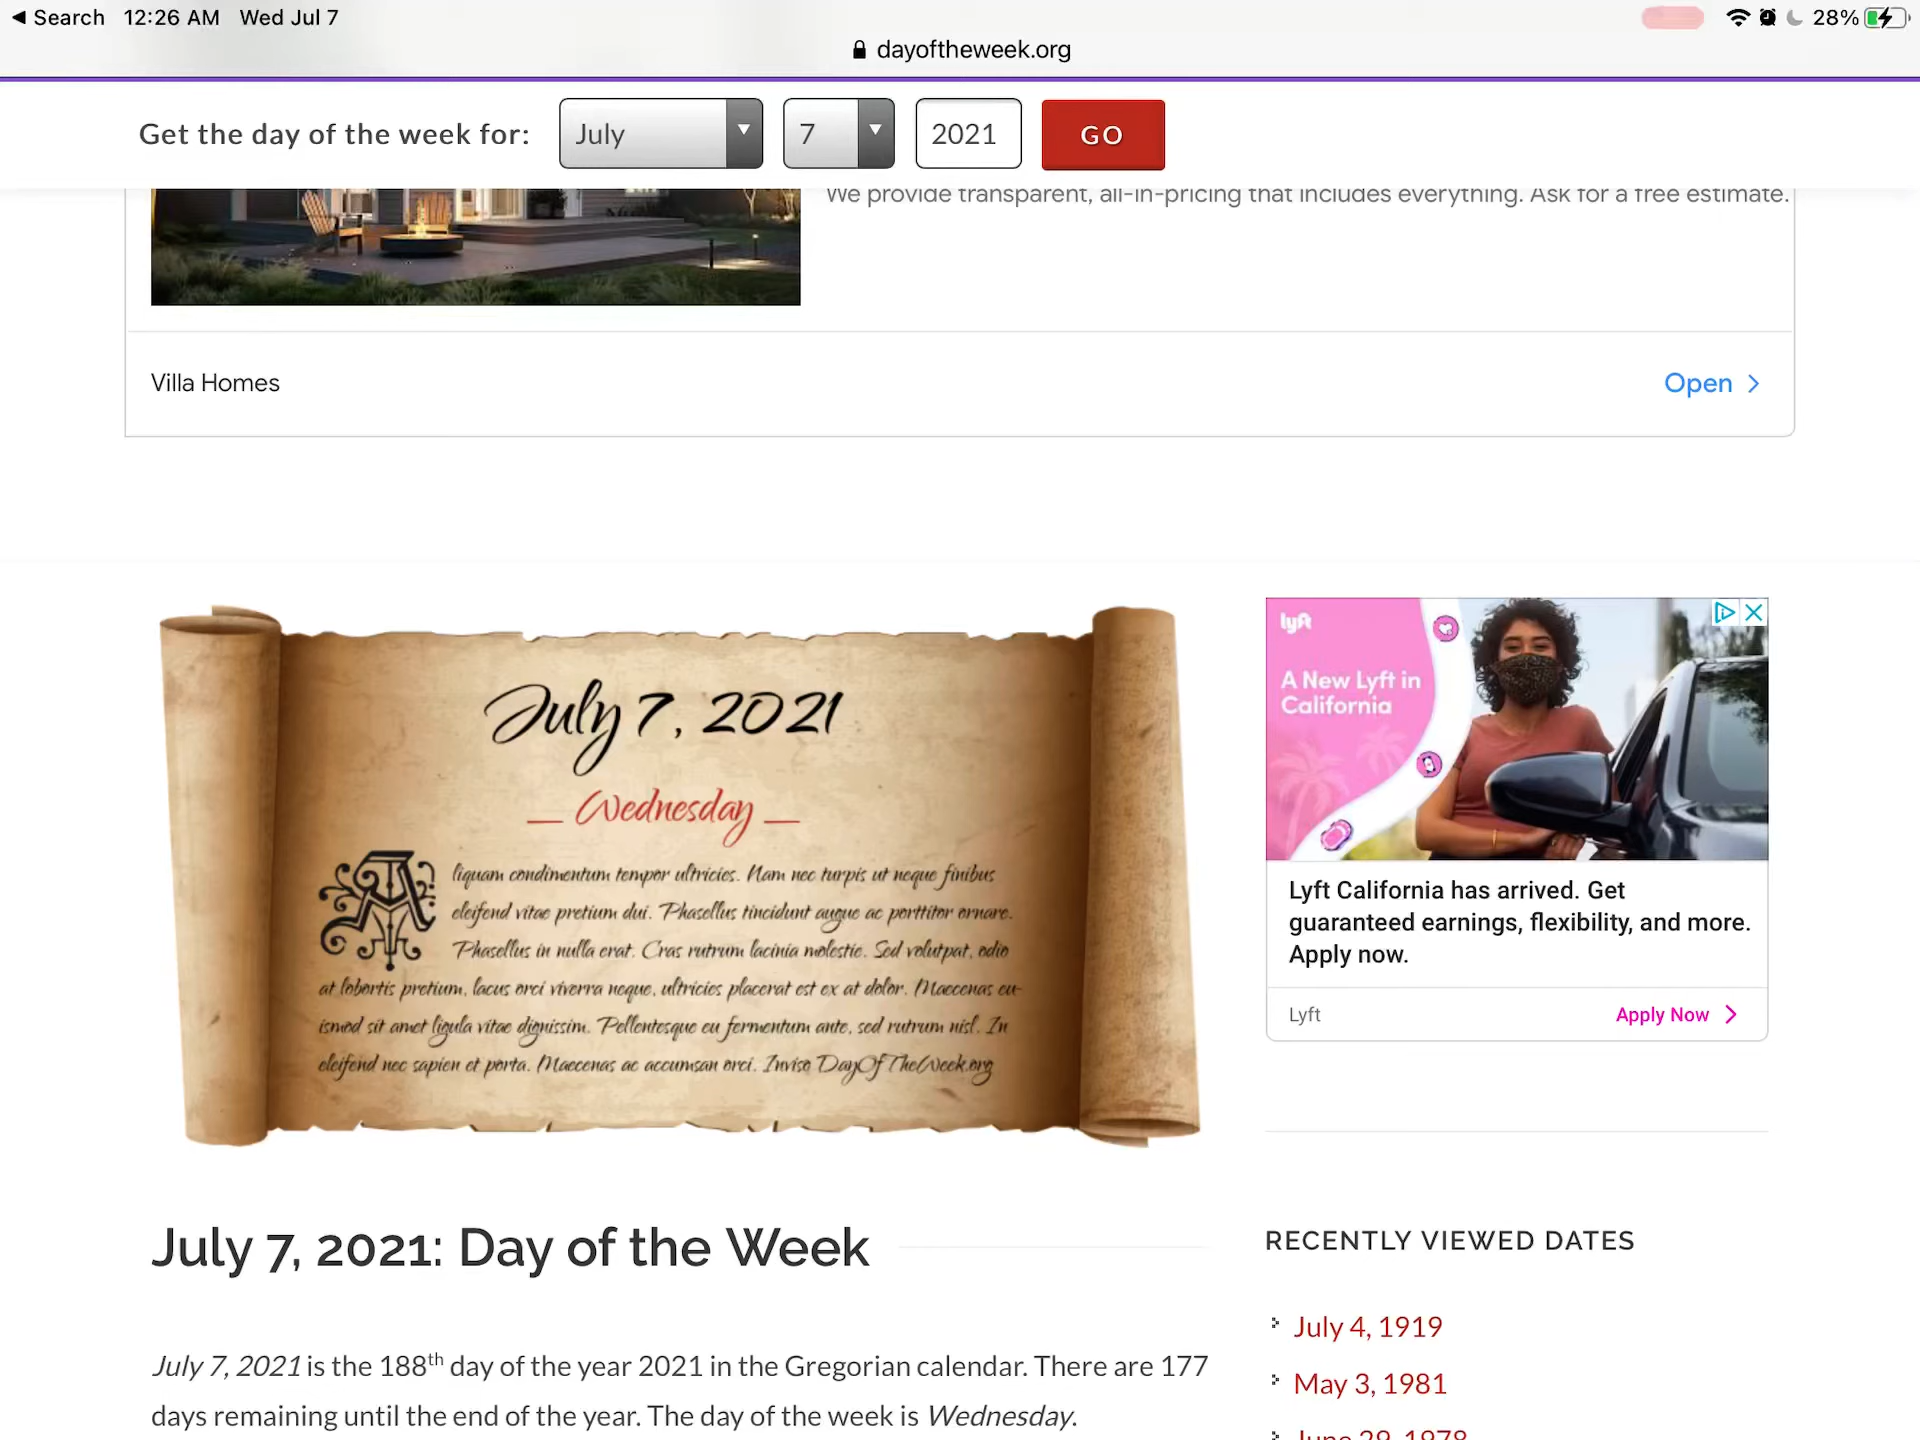 Search 12:26 AM Wed Jul 7 28%
dayoftheweek.org
Get the day of the week for: July 7 2021 GO
We provide transparent, all-in-pricing that includes everything. Ask for a free estimate.
Villa Homes Open
July 7, 2021
Wednesday
Aliquam condimentum tempor ultricies. Nam nec turpis ut neque finibus
eleifend vitae pretium dui. Phasellus tincidunt augue ac porttitor ornare.
Phasellus in nulla erat. Cras rutrum lacinia molestie. Sed volutpat, odio
at lobortis pretium, lacus orci viverra neque, ultricies placerat est ex at dolor. Maecenas eu-
ismod sit amet ligula vitae dignissim. Pellentesque eu fermentum ante, sed rutrum nisl. In
eleifend nec sapien et porta. Maecenas ac accumsan orci. Inviso DayOfTheWeek.org
lyft
A New Lyft in
California
Lyft California has arrived. Get
guaranteed earnings, flexibility, and more.
Apply now.
Lyft Apply Now
July 7, 2021: Day of the Week
July 7, 2021 is the 188th day of the year 2021 in the Gregorian calendar. There are 177
days remaining until the end of the year. The day of the week is Wednesday.
RECENTLY VIEWED DATES
July 4, 1919
May 3, 1981
June 29, 1978